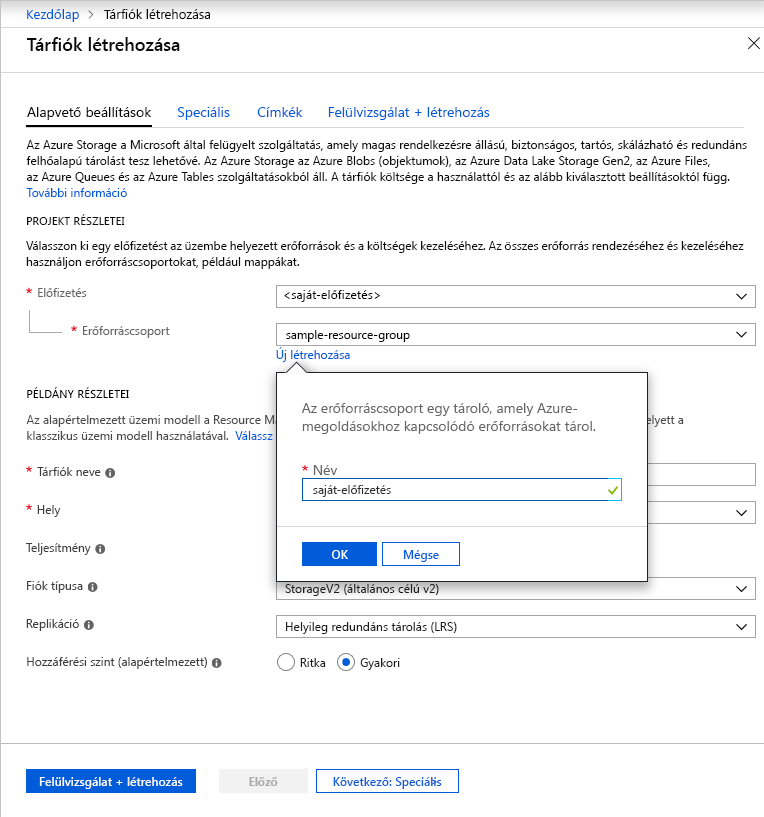 Kezdőlap > Tárfiók létrehozása
Tárfiók létrehozása
Alapvető beállítások Speciális Címkék Felülvizsgálat + létrehozás
Az Azure Storage a Microsoft által felügyelt szolgáltatás, amely magas rendelkezésre állású, biztonságos, tartós, skálázható és redundáns
felhőalapú tárolást tesz lehetővé. Az Azure Storage az Azure Blobs (objektumok), az Azure Data Lake Storage Gen2, az Azure Files,
az Azure Queues és az Azure Tables szolgáltatásokból áll. A tárfiók költsége a használattól és az alább kiválasztott beállításoktól függ.
További információ
PROJEKT RÉSZLETEI
Válasszon ki egy előfizetést az üzembe helyezett erőforrások és a költségek kezeléséhez. Az összes erőforrás rendezéséhez és kezeléséhez
használjon erőforráscsoportokat, például mappákat.
* Előfizetés <saját-előfizetés>
* Erőforráscsoport sample-resource-group
Új létrehozása
Az erőforráscsoport egy tároló, amely Azure-
megoldásokhoz kapcsolódó erőforrásokat tárol.
* Név
saját-előfizetés
OK Mégse
PÉLDÁNY RÉSZLETEI
Az alapértelmezett üzemi modell a Resource Ma elyett a
klasszikus üzemi modell használatával. Válassz
* Tárfiók neve
* Hely
Teljesítmény
Fiók típusa StorageV2 (általános célú v2)
Replikáció Helyileg redundáns tárolás (LRS)
Hozzáférési szint (alapértelmezett) Ritka Gyakori
Felülvizsgálat + létrehozás Előző Következő: Speciális